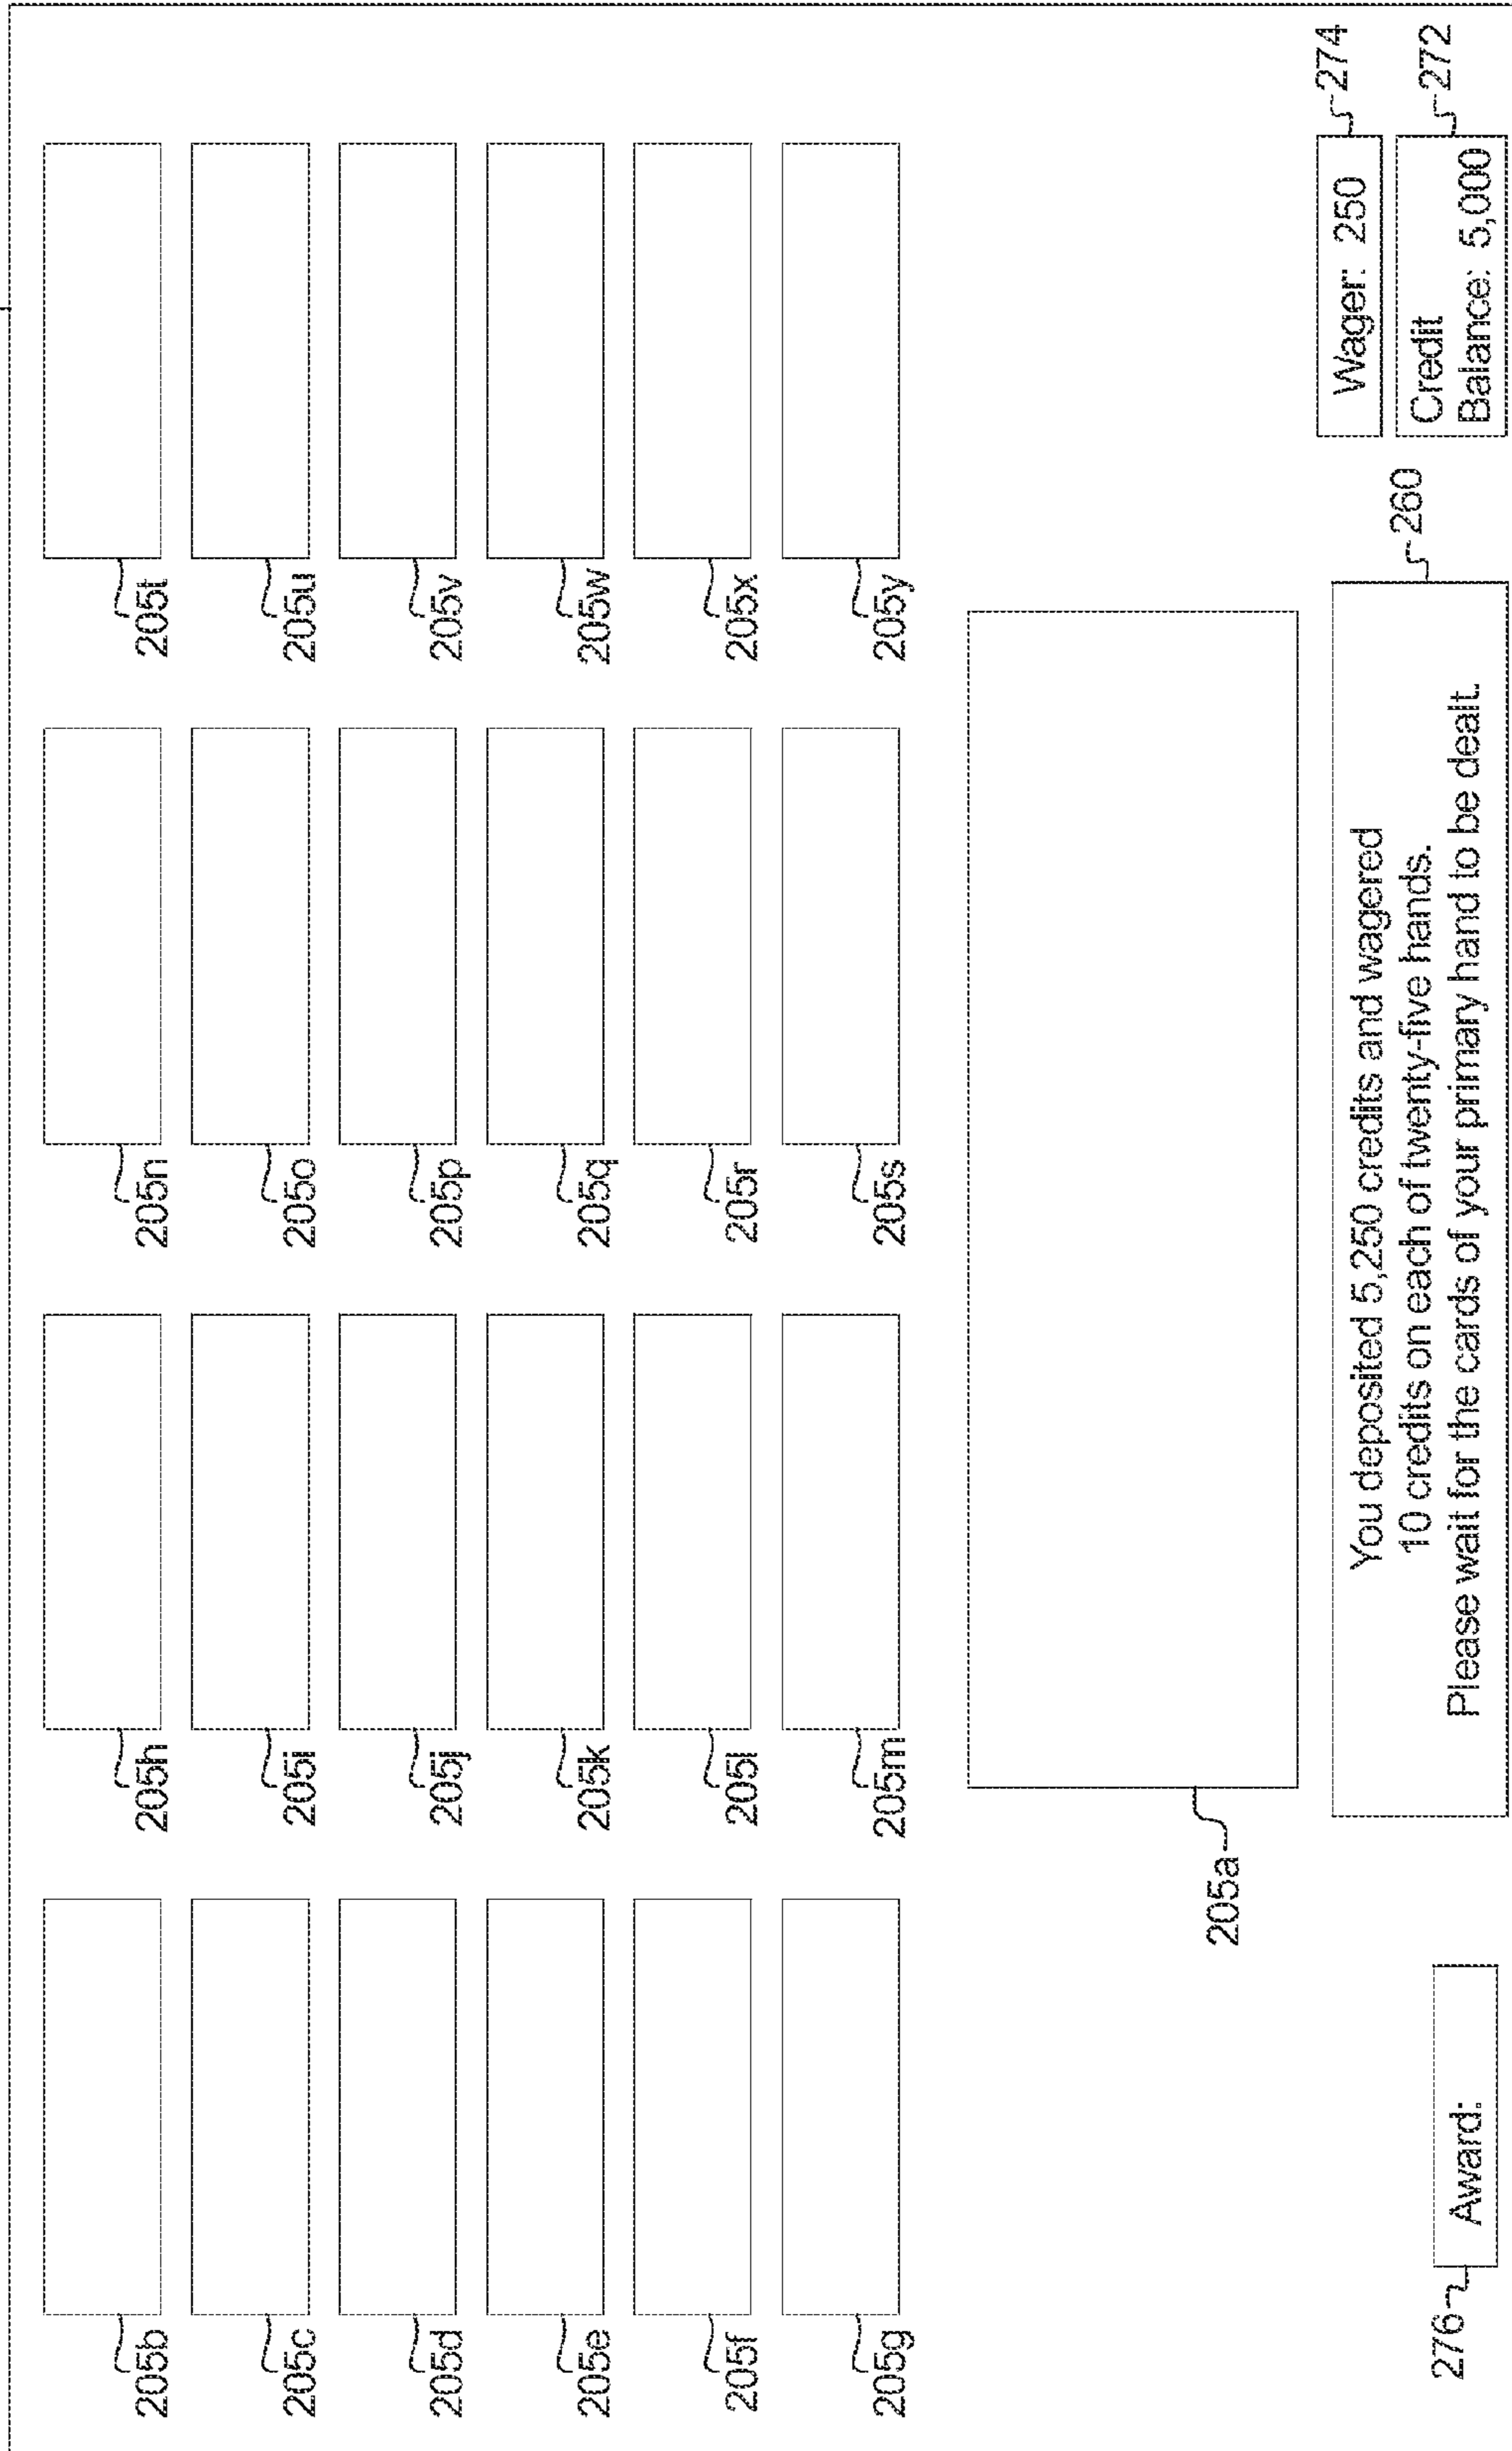 205b
205h
205n
205t
205c
205i
205o
205u
205d
205j
205p
205v
205e
205k
205q
205w
205f
205l
205r
205x
205g
205m
205s
205y
205a
276
Award:
You deposited 5,250 credits and wagered
10 credits on each of twenty-five hands.
Please wait for the cards of your primary hand to be dealt.
260
Wager: 250
274
Credit
Balance: 5,000
272